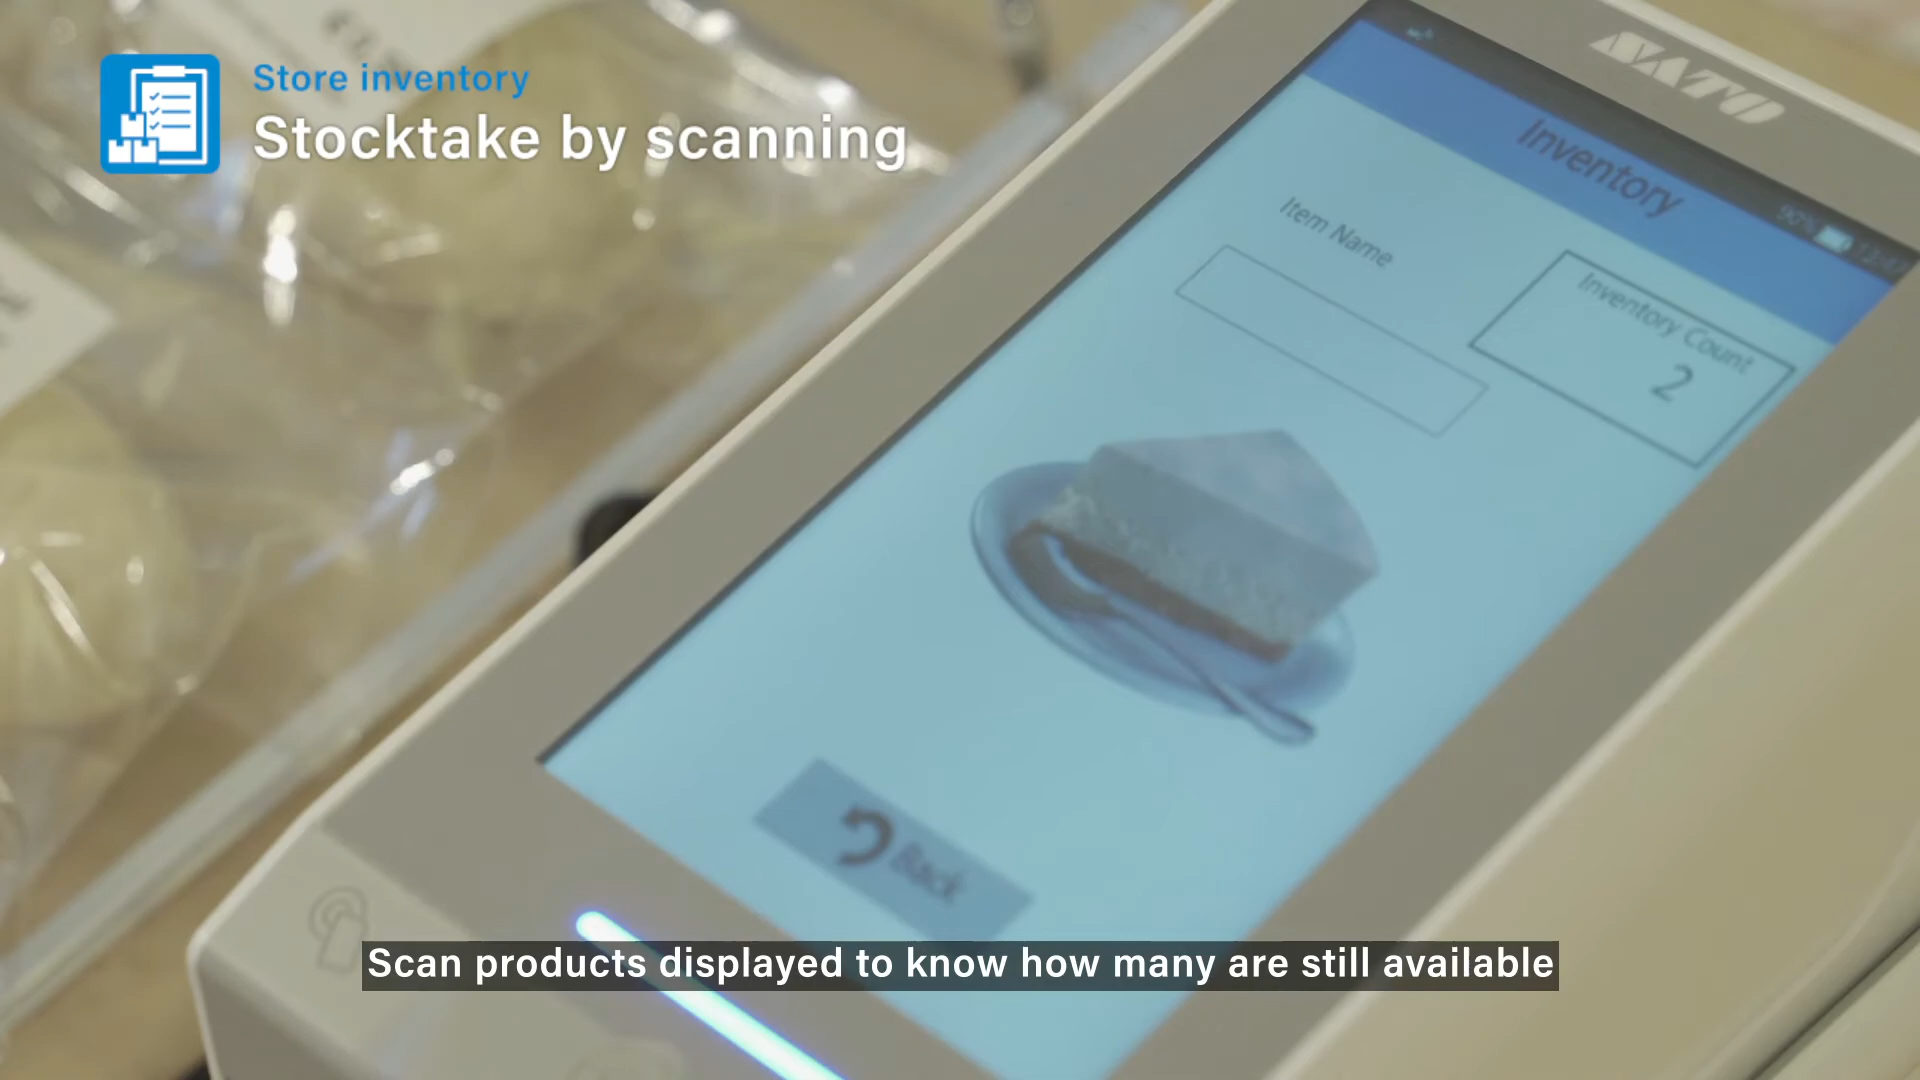 Store inventory
Stocktake by scanning
SATO
Inventory
90%
Item Name
Inventory Count
2
Back
Scan products displayed to know how many are still available